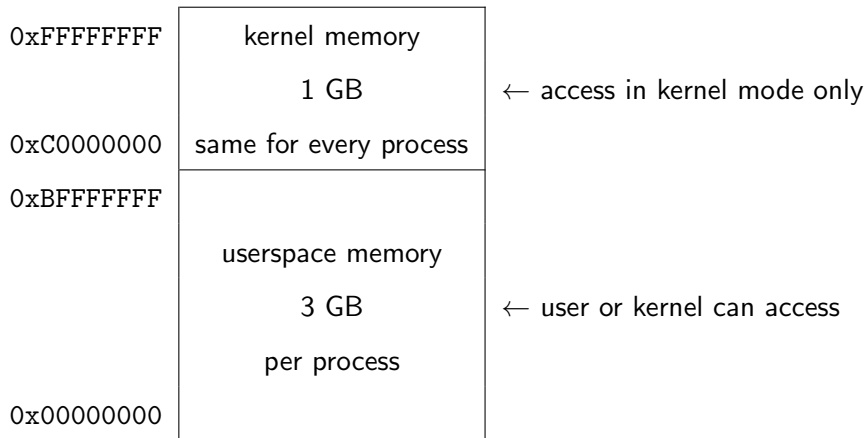 0xFFFFFFFF kernel memory
1 GB ← access in kernel mode only
0xC0000000 same for every process
0xBFFFFFFF
userspace memory
3 GB ← user or kernel can access
per process
0x00000000